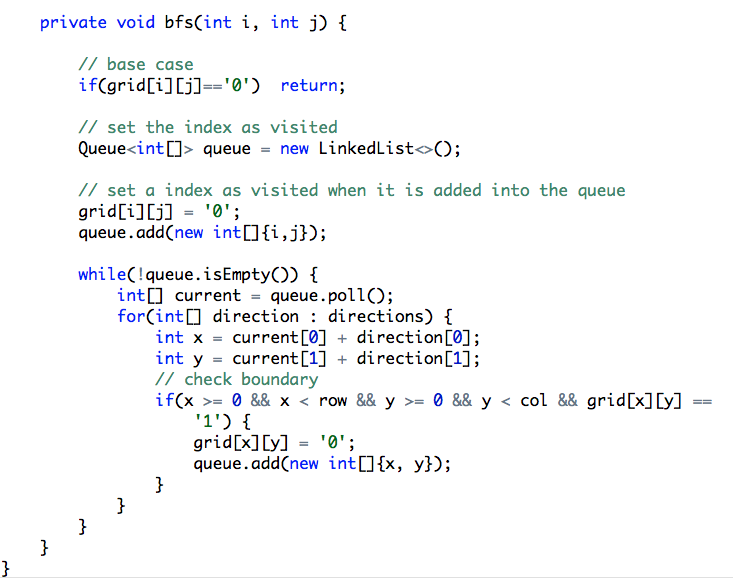 private void bfs(int i, int j) {
// base case
if(grid[i][j]=='0')  return;
// set the index as visited
Queue<int[]> queue = new LinkedList<>();
// set a index as visited when it is added into the queue
grid[i][j] = '0';
queue.add(new int[]{i,j});
while(!queue.isEmpty()) {
int[] current = queue.poll();
for(int[] direction : directions) {
int x = current[0] + direction[0];
int y = current[1] + direction[1];
// check boundary
if(x >= 0 && x < row && y >= 0 && y < col && grid[x][y] ==
'1') {
grid[x][y] = '0';
queue.add(new int[]{x, y});
}
}
}
}
}